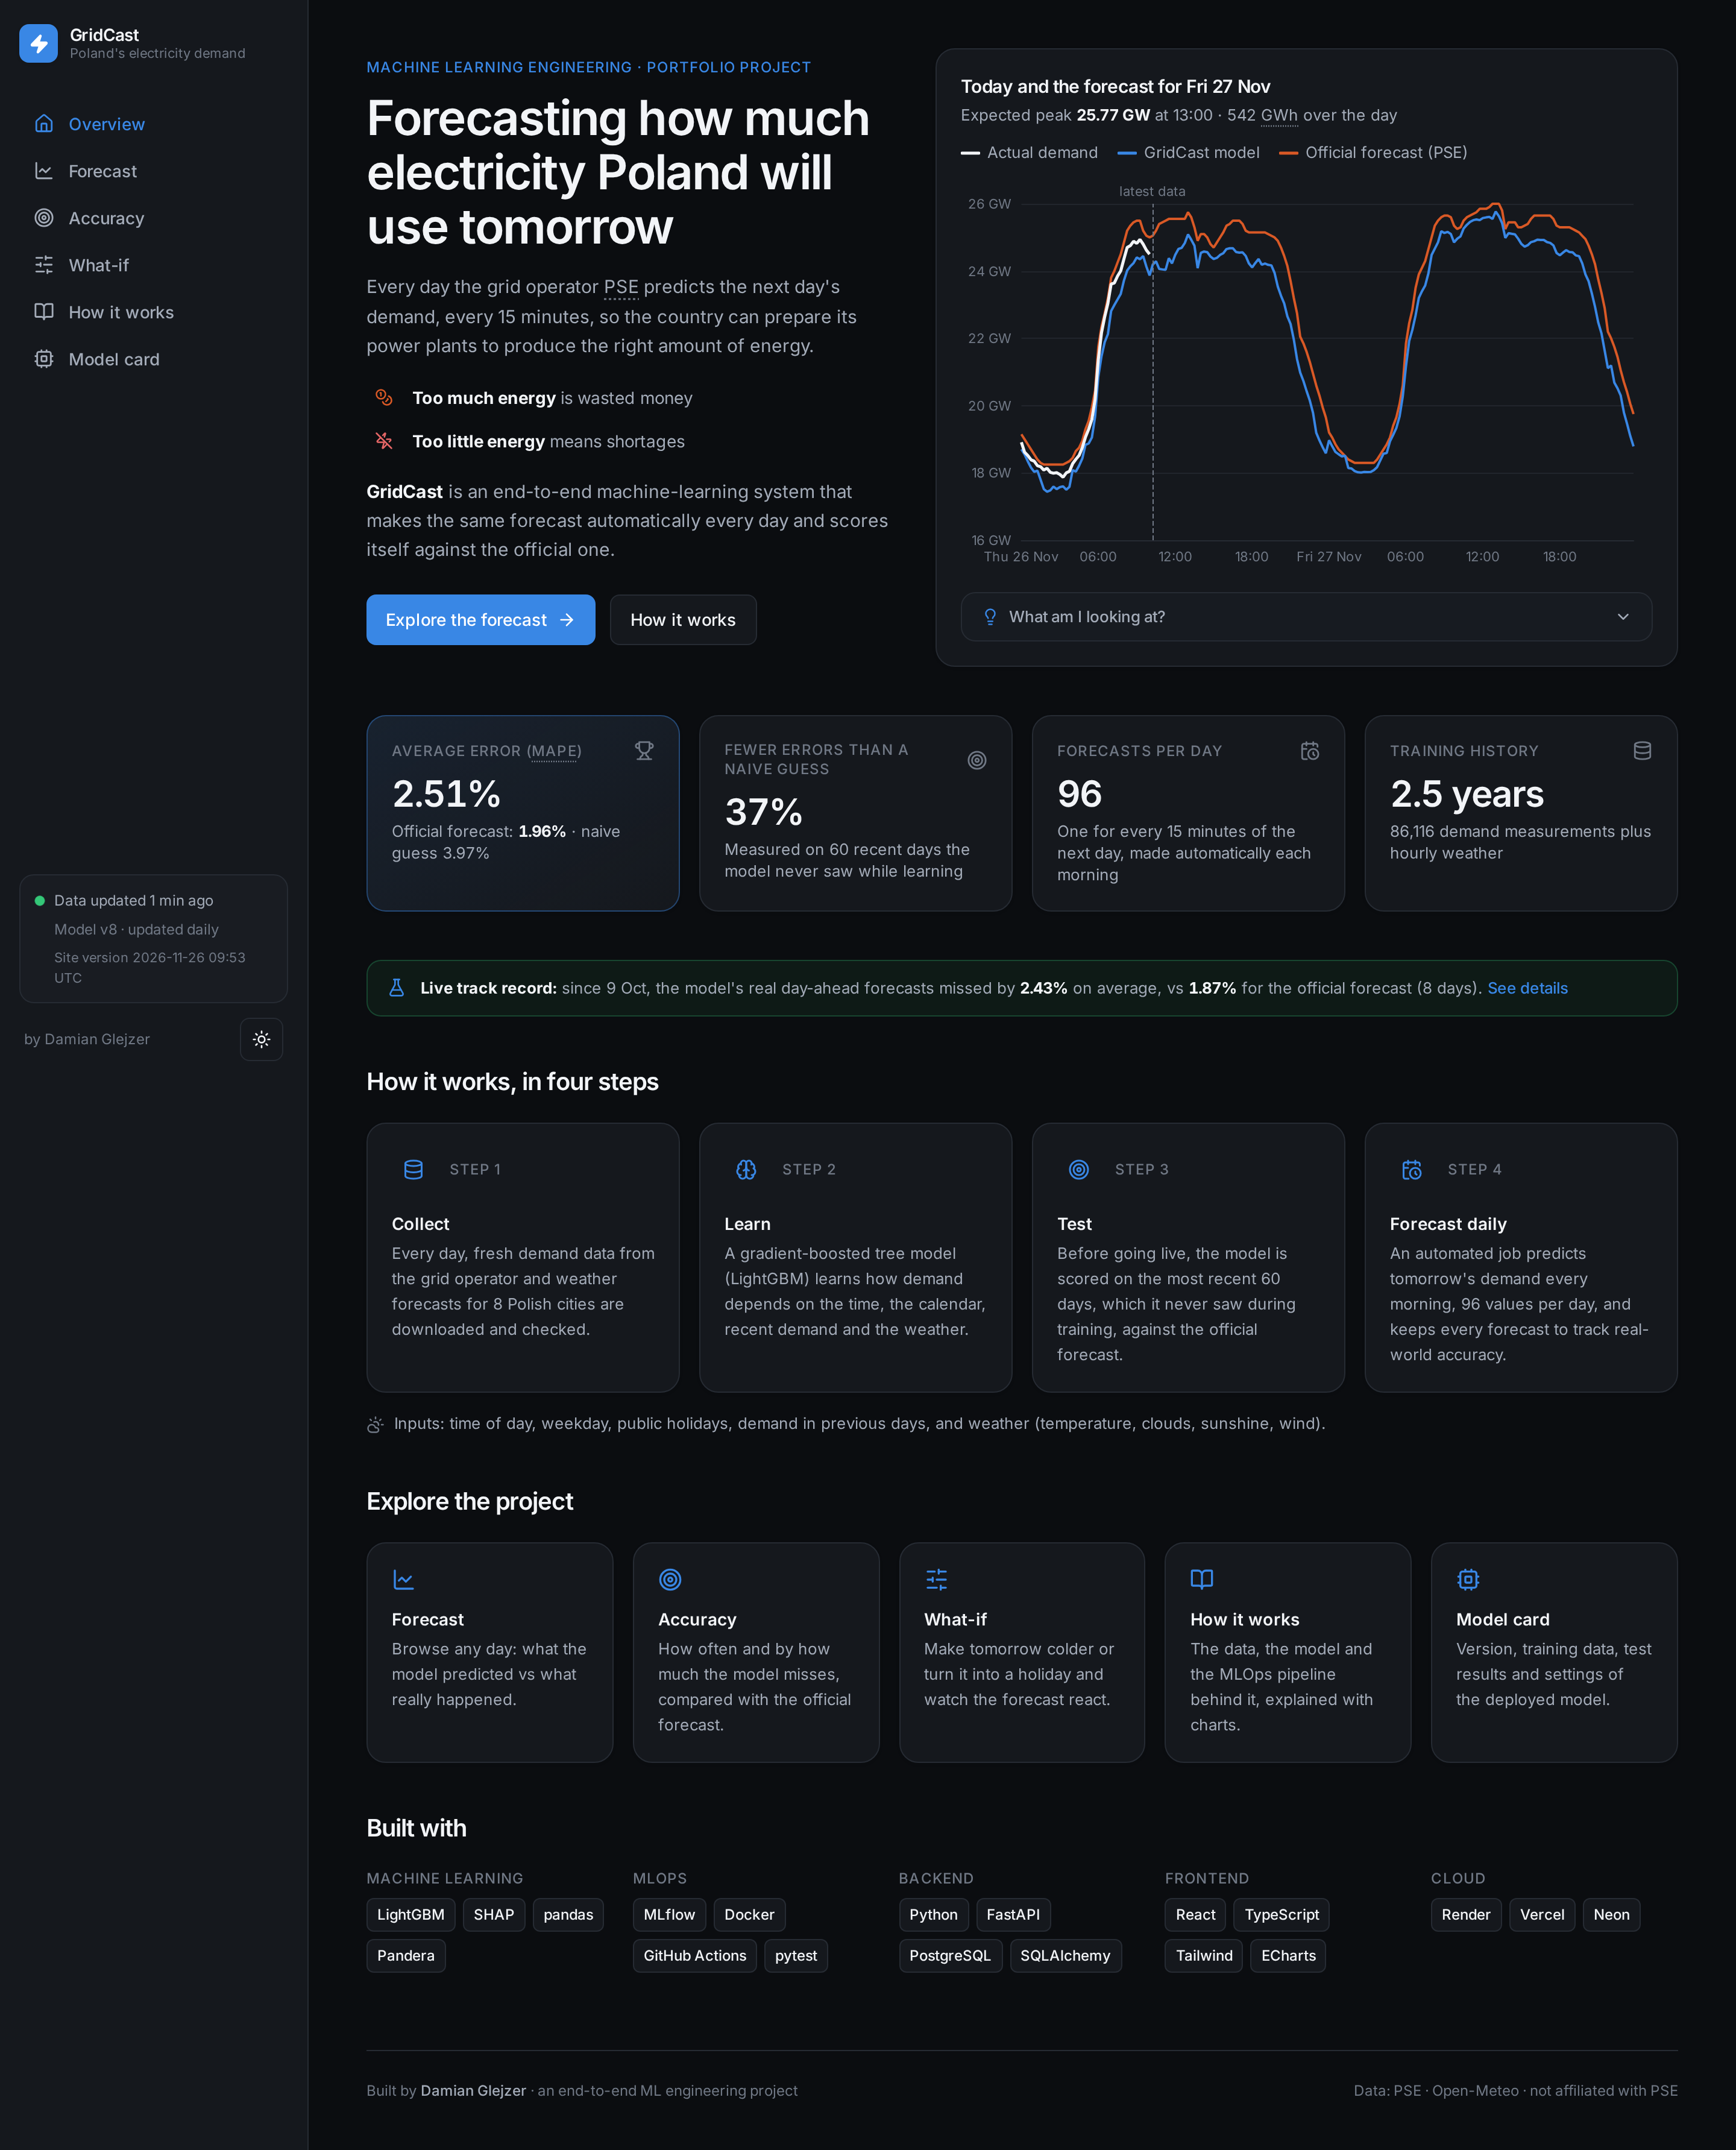 GridCast
Poland's electricity demand
Overview
Forecast
Accuracy
What-if
How it works
Model card
Data updated 1 min ago
Model v8 · updated daily
Site version 2026-11-26 09:53
UTC
by Damian Glejzer
MACHINE LEARNING ENGINEERING · PORTFOLIO PROJECT
Forecasting how much
electricity Poland will
use tomorrow
Every day the grid operator PSE predicts the next day's
demand, every 15 minutes, so the country can prepare its
power plants to produce the right amount of energy.
Too much energy is wasted money
Too little energy means shortages
GridCast is an end-to-end machine-learning system that
makes the same forecast automatically every day and scores
itself against the official one.
Explore the forecast
How it works
Today and the forecast for Fri 27 Nov
Expected peak 25.77 GW at 13:00 · 542 GWh over the day
Actual demand GridCast model Official forecast (PSE)
latest data
26 GW
24 GW
22 GW
20 GW
18 GW
16 GW
Thu 26 Nov 06:00 12:00 18:00 Fri 27 Nov 06:00 12:00 18:00
What am I looking at?
AVERAGE ERROR (MAPE)
2.51%
Official forecast: 1.96% · naive
guess 3.97%
FEWER ERRORS THAN A
NAIVE GUESS
37%
Measured on 60 recent days the
model never saw while learning
FORECASTS PER DAY
96
One for every 15 minutes of the
next day, made automatically each
morning
TRAINING HISTORY
2.5 years
86,116 demand measurements plus
hourly weather
Live track record: since 9 Oct, the model's real day-ahead forecasts missed by 2.43% on average, vs 1.87% for the official forecast (8 days). See details
How it works, in four steps
STEP 1
Collect
Every day, fresh demand data from
the grid operator and weather
forecasts for 8 Polish cities are
downloaded and checked.
STEP 2
Learn
A gradient-boosted tree model
(LightGBM) learns how demand
depends on the time, the calendar,
recent demand and the weather.
STEP 3
Test
Before going live, the model is
scored on the most recent 60
days, which it never saw during
training, against the official
forecast.
STEP 4
Forecast daily
An automated job predicts
tomorrow's demand every
morning, 96 values per day, and
keeps every forecast to track real-
world accuracy.
Inputs: time of day, weekday, public holidays, demand in previous days, and weather (temperature, clouds, sunshine, wind).
Explore the project
Forecast
Browse any day: what the
model predicted vs what
really happened.
Accuracy
How often and by how
much the model misses,
compared with the official
forecast.
What-if
Make tomorrow colder or
turn it into a holiday and
watch the forecast react.
How it works
The data, the model and
the MLOps pipeline
behind it, explained with
charts.
Model card
Version, training data, test
results and settings of
the deployed model.
Built with
MACHINE LEARNING
LightGBM SHAP pandas
Pandera
MLOPS
MLflow Docker
GitHub Actions pytest
BACKEND
Python FastAPI
PostgreSQL SQLAlchemy
FRONTEND
React TypeScript
Tailwind ECharts
CLOUD
Render Vercel Neon
Built by Damian Glejzer · an end-to-end ML engineering project
Data: PSE · Open-Meteo · not affiliated with PSE